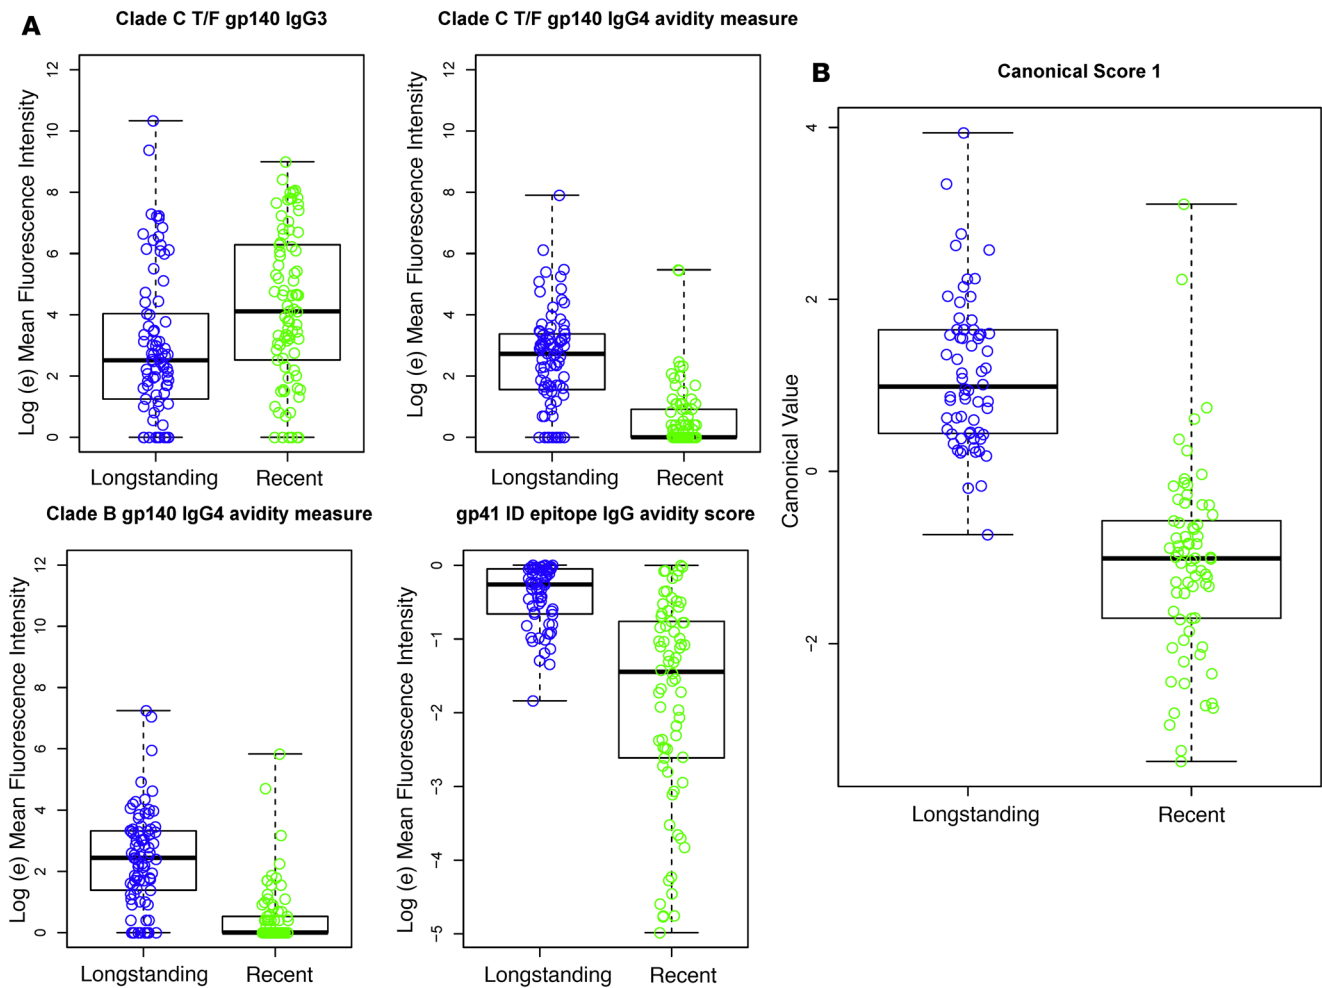 A
Clade C T/F gp140 IgG3
Log (e) Mean Fluorescence Intensity
12
10
8
6
4
2
0
Longstanding
Recent
Clade C T/F gp140 IgG4 avidity measure
Log (e) Mean Fluorescence Intensity
12
10
8
6
4
2
0
Longstanding
Recent
Clade B gp140 IgG4 avidity measure
Log (e) Mean Fluorescence Intensity
12
10
8
6
4
2
0
Longstanding
Recent
gp41 ID epitope IgG avidity score
Log (e) Mean Fluorescence Intensity
0
−1
−2
−3
−4
−5
Longstanding
Recent
B
Canonical Score 1
Canonical Value
4
2
0
−2
Longstanding
Recent